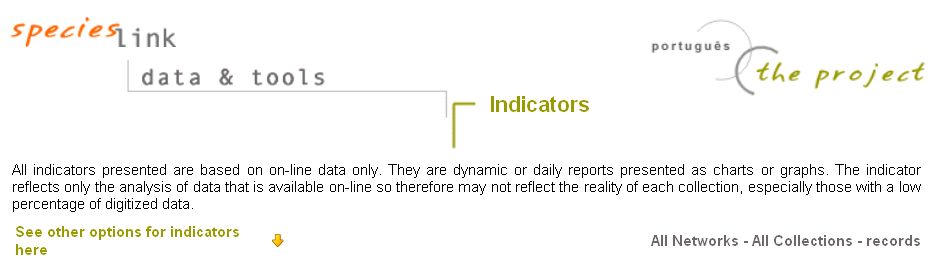 species
link
português
the project
data & tools
Indicators
All indicators presented are based on on-line data only. They are dynamic or daily reports presented as charts or graphs. The indicator
reflects only the analysis of data that is available on-line so therefore may not reflect the reality of each collection, especially those with a low
percentage of digitized data.
See other options for indicators
here
All Networks - All Collections - records